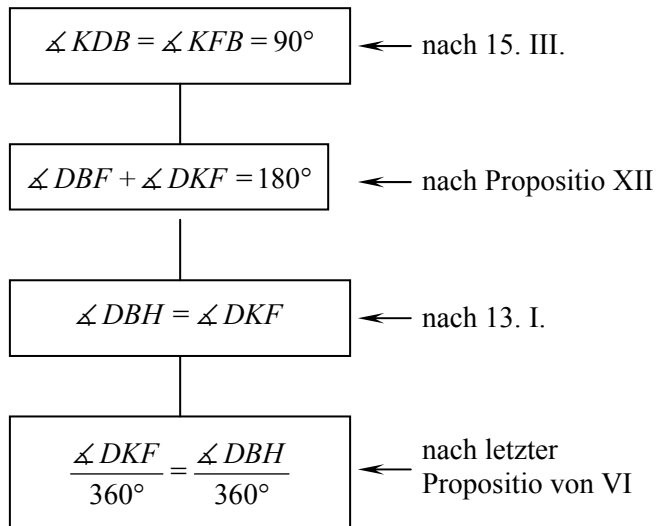 ∡KDB = ∡KFB = 90° nach 15. III.
∡DBF + ∡DKF = 180° nach Propositio XII
∡DBH = ∡DKF nach 13. I.
∡DKF / 360° = ∡DBH / 360° nach letzter
Propositio von VI